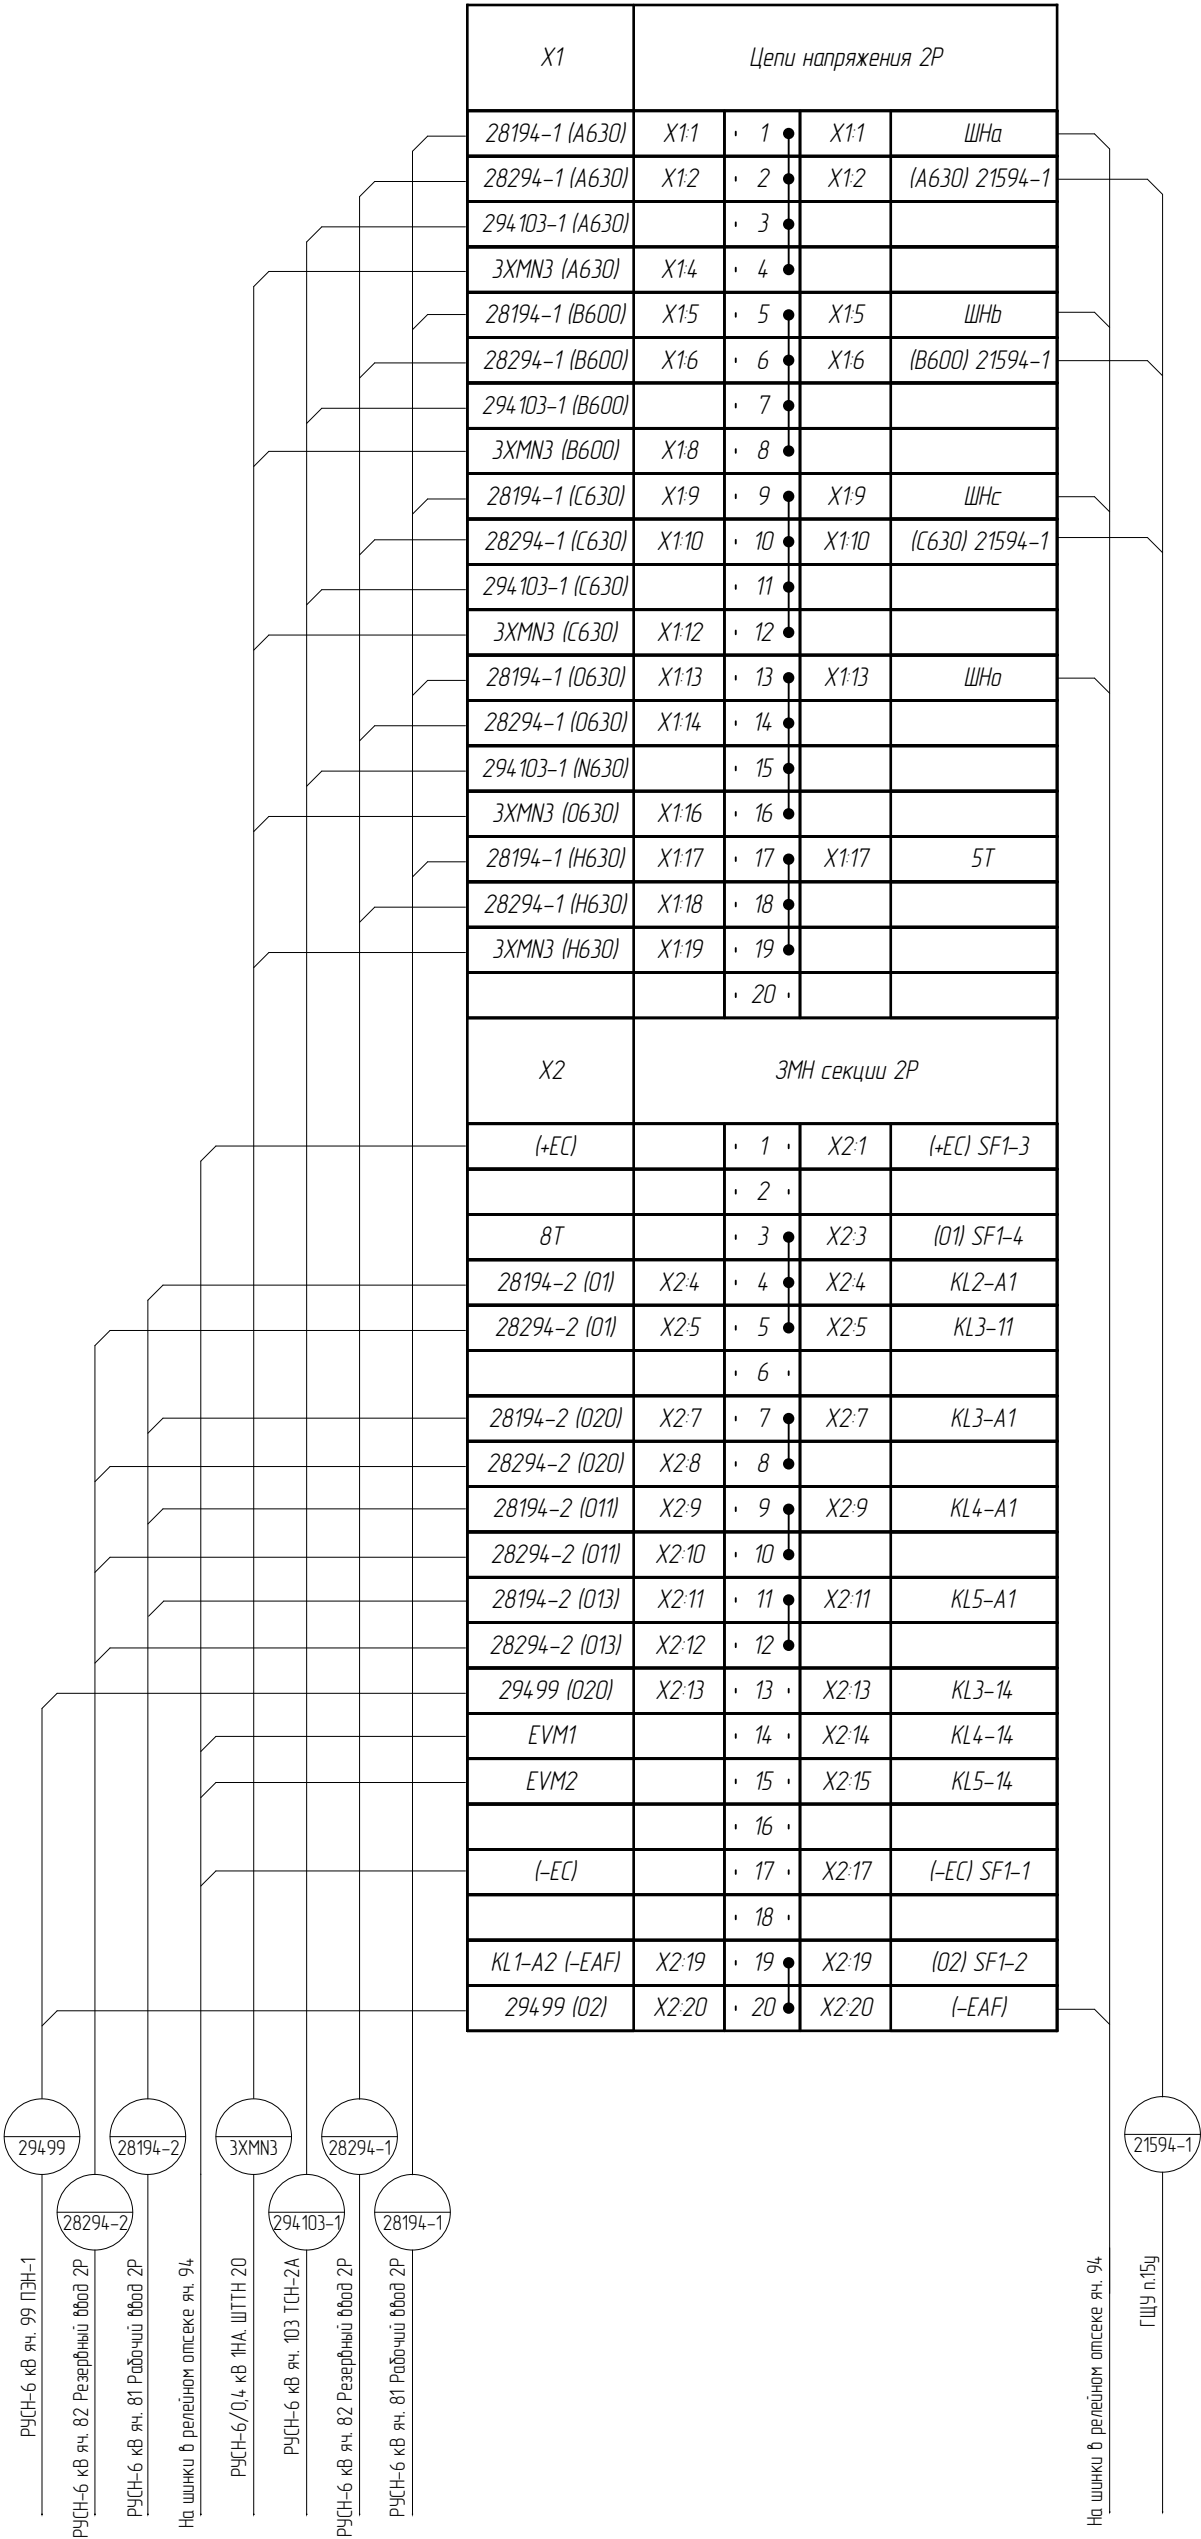 X1 Цепи напряжения 2Р
28194-1 (A630) X1:1 1 X1:1 ШНа
28294-1 (A630) X1:2 2 X1:2 (A630) 21594-1
294103-1 (A630) 3
3XMN3 (A630) X1:4 4
28194-1 (B600) X1:5 5 X1:5 ШНb
28294-1 (B600) X1:6 6 X1:6 (B600) 21594-1
294103-1 (B600) 7
3XMN3 (B600) X1:8 8
28194-1 (C630) X1:9 9 X1:9 ШНс
28294-1 (C630) X1:10 10 X1:10 (C630) 21594-1
294103-1 (C630) 11
3XMN3 (C630) X1:12 12
28194-1 (0630) X1:13 13 X1:13 ШНо
28294-1 (0630) X1:14 14
294103-1 (N630) 15
3XMN3 (0630) X1:16 16
28194-1 (H630) X1:17 17 X1:17 5T
28294-1 (H630) X1:18 18
3XMN3 (H630) X1:19 19
20
X2 ЗМН секции 2Р
(+EC) 1 X2:1 (+EC) SF1-3
2
8T 3 X2:3 (01) SF1-4
28194-2 (01) X2:4 4 X2:4 KL2-A1
28294-2 (01) X2:5 5 X2:5 KL3-11
6
28194-2 (020) X2:7 7 X2:7 KL3-A1
28294-2 (020) X2:8 8
28194-2 (011) X2:9 9 X2:9 KL4-A1
28294-2 (011) X2:10 10
28194-2 (013) X2:11 11 X2:11 KL5-A1
28294-2 (013) X2:12 12
29499 (020) X2:13 13 X2:13 KL3-14
EVM1 14 X2:14 KL4-14
EVM2 15 X2:15 KL5-14
16
(-EC) 17 X2:17 (-EC) SF1-1
18
KL1-A2 (-EAF) X2:19 19 X2:19 (02) SF1-2
29499 (02) X2:20 20 X2:20 (-EAF)
29499
28294-2
28194-2
3XMN3
294103-1
28294-1
28194-1
21594-1
РУСН-6 кВ яч. 99 ПЭН-1
РУСН-6 кВ яч. 82 Резервный ввод 2Р
РУСН-6 кВ яч. 81 Рабочий ввод 2Р
На шинки в релейном отсеке яч. 94
РУСН-6/0,4 кВ 1НА. ШТТН 20
РУСН-6 кВ яч. 103 ТСН-2А
РУСН-6 кВ яч. 82 Резервный ввод 2Р
РУСН-6 кВ яч. 81 Рабочий ввод 2Р
На шинки в релейном отсеке яч. 94
ГЩУ п.15у